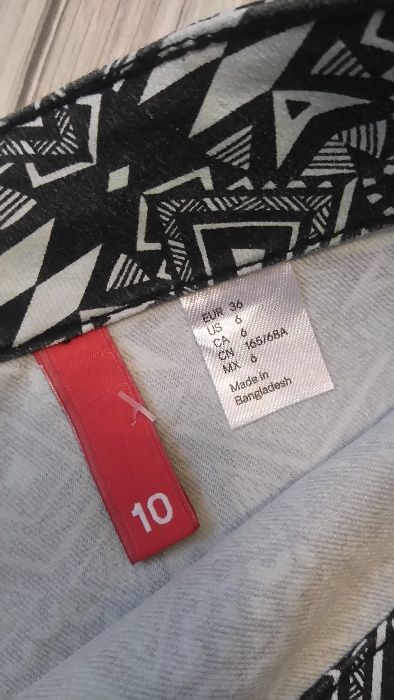 EUR 36
US 6
CA 6
CN 165/68A
MX 6
Made in
Bangladesh
10